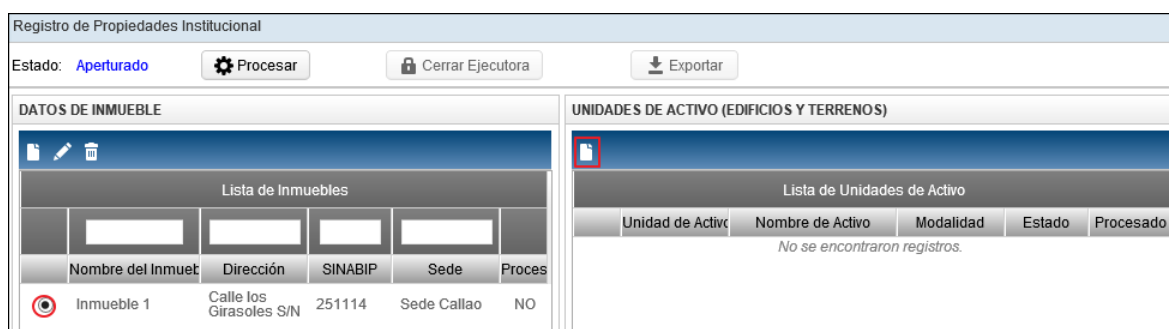 Registro de Propiedades Institucional
Estado: Aperturado Procesar Cerrar Ejecutora Exportar
DATOS DE INMUEBLE
Lista de Inmuebles
Nombre del Inmueb Dirección SINABIP Sede Proces
Inmueble 1 Calle los Girasoles S/N 251114 Sede Callao NO
UNIDADES DE ACTIVO (EDIFICIOS Y TERRENOS)
Lista de Unidades de Activo
Unidad de Activo Nombre de Activo Modalidad Estado Procesado
No se encontraron registros.